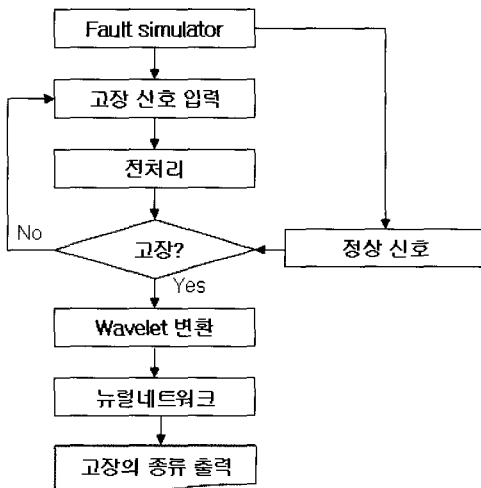 Fault simulator
고장 신호 입력
전처리
No
고장?
정상 신호
Yes
Wavelet 변환
뉴럴네트워크
고장의 종류 출력